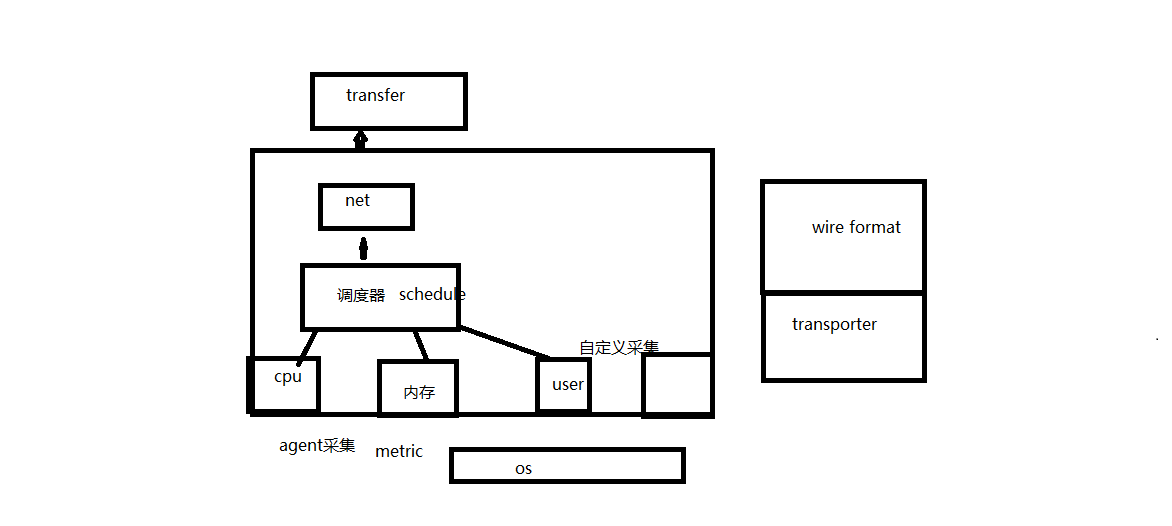 transfer
net
wire format
调度器 schedule
transporter
自定义采集
cpu
内存
user
agent采集 metric
os